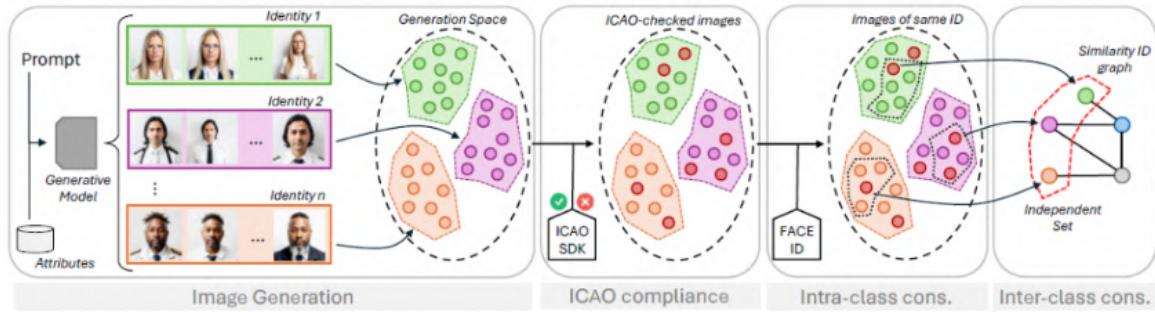 Identity 1
Prompt
...
Identity 2
Generative
Model
...
Identity n
Attributes
...
Generation Space
Image Generation
ICAO-checked images
ICAO
SDK
ICAO compliance
Images of same ID
FACE
ID
Intra-class cons.
Similarity ID
graph
Independent
Set
Inter-class cons.